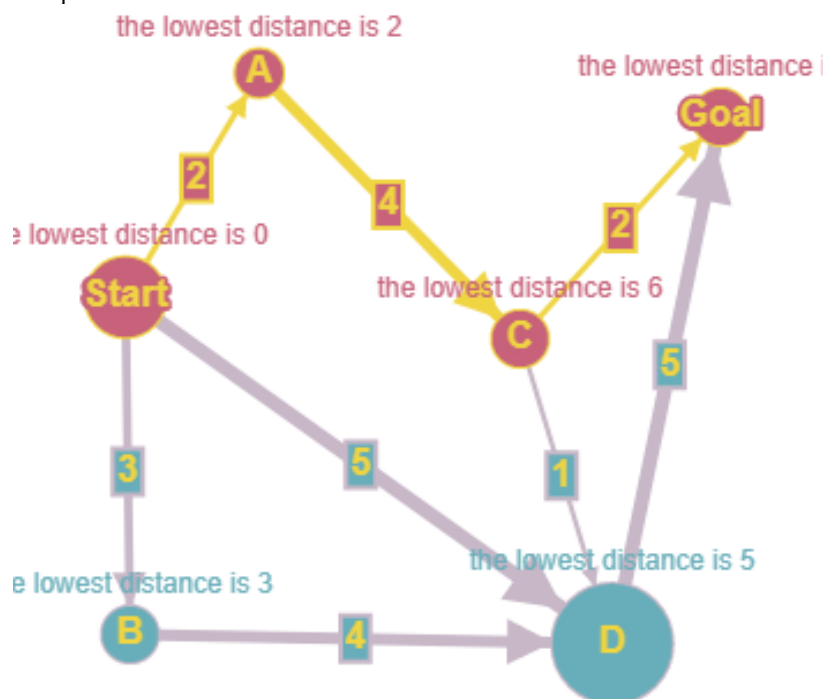 the lowest distance is 2
A
the lowest distance i
Goal
2
4
2
e lowest distance is 0
Start
the lowest distance is 6
C
5
3
5
1
the lowest distance is 5
e lowest distance is 3
B
4
D